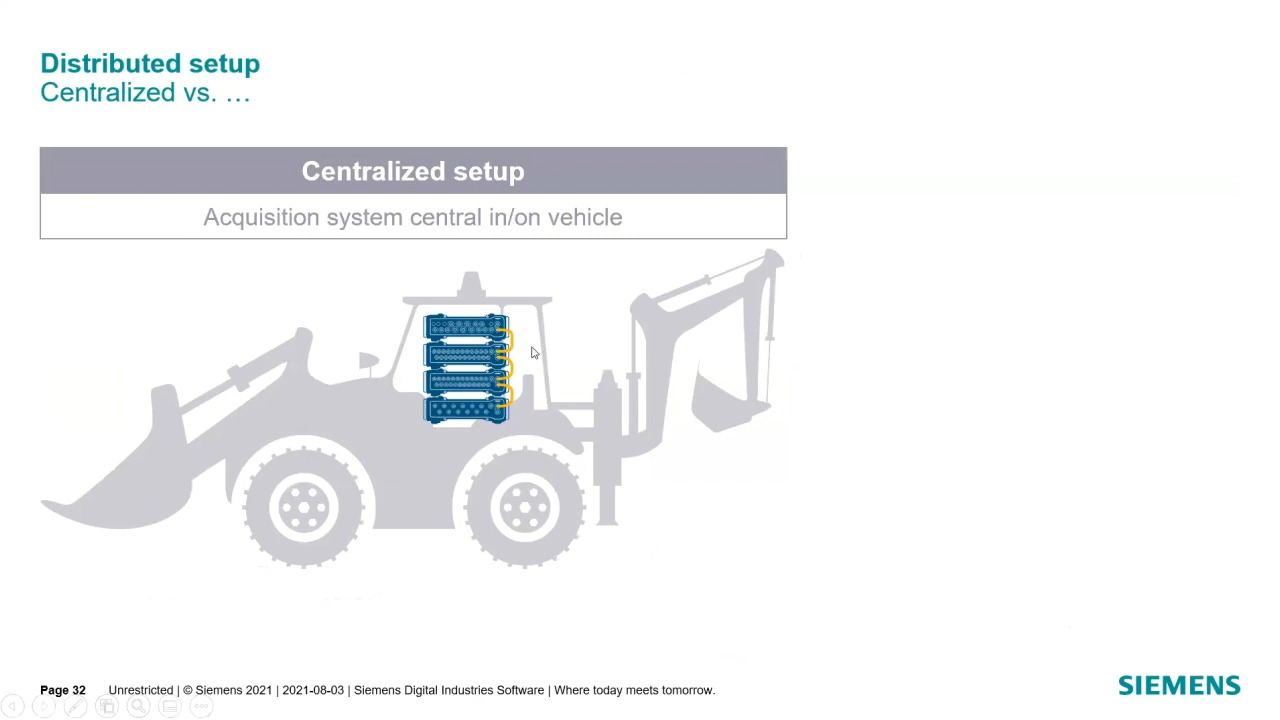 Distributed setup
Centralized vs. …
Centralized setup
Acquisition system central in/on vehicle
Page 32 Unrestricted | © Siemens 2021 | 2021-08-03 | Siemens Digital Industries Software | Where today meets tomorrow.
SIEMENS